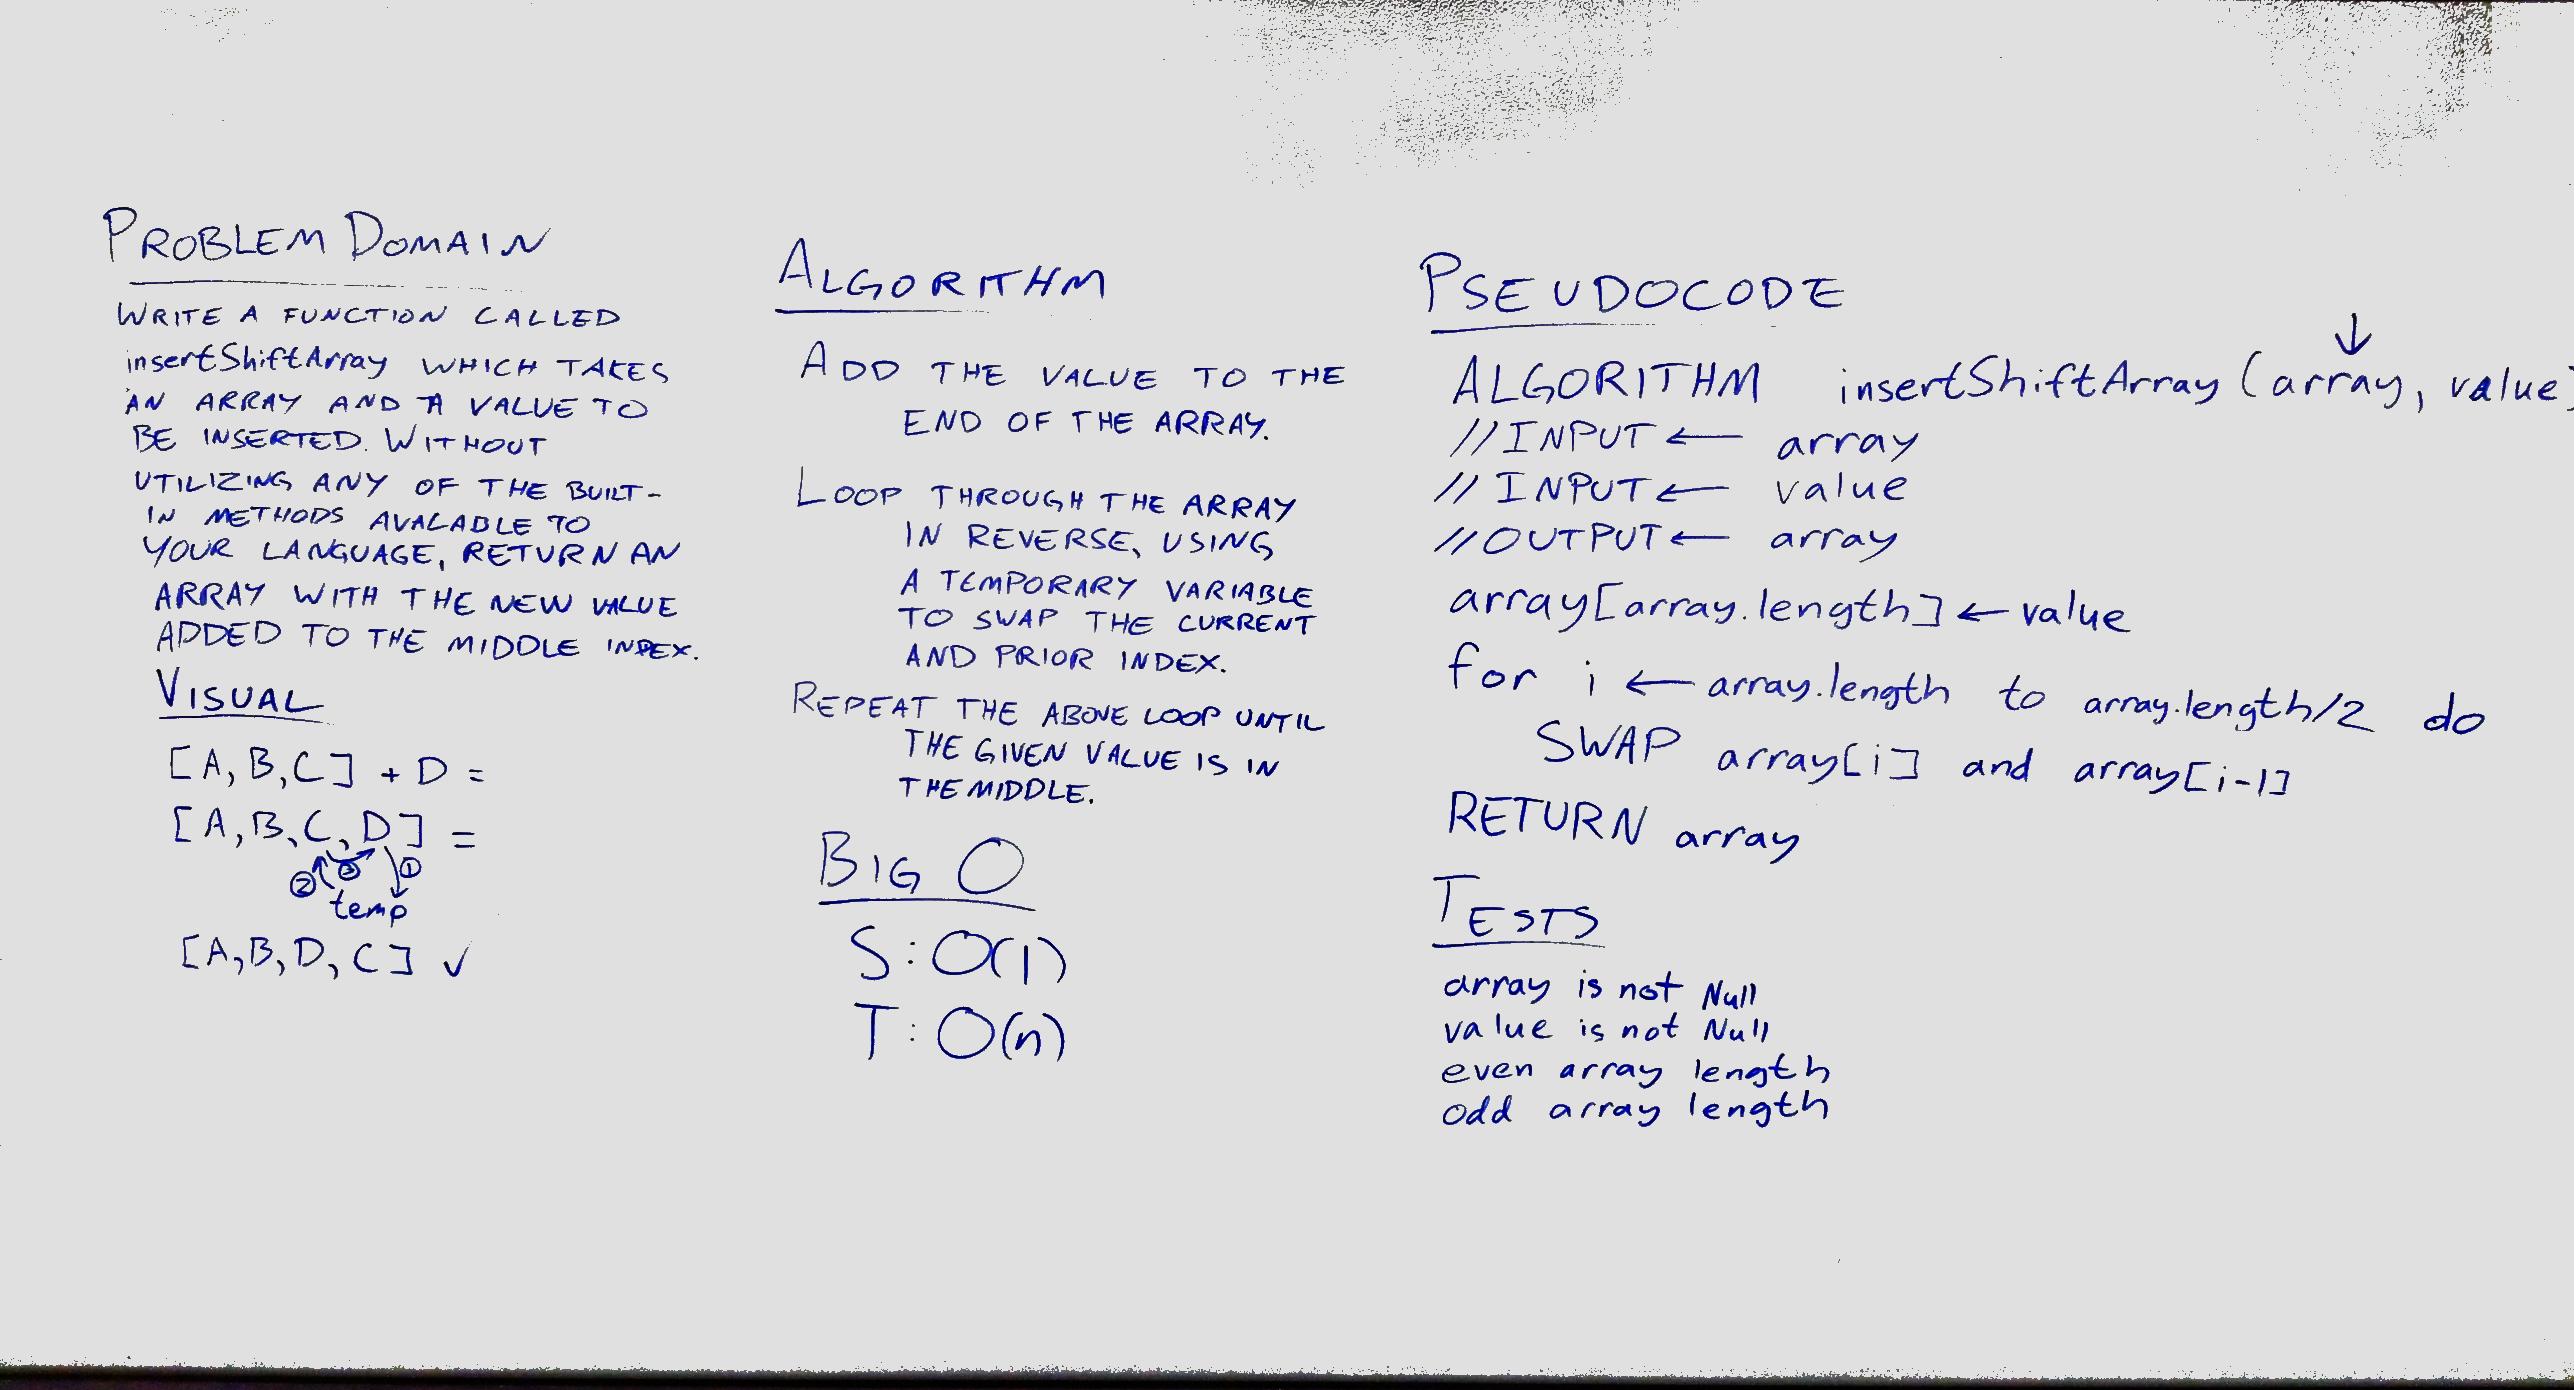 PROBLEM DOMAIN
WRITE A FUNCTION CALLED
insertShiftArray WHICH TAKES
AN ARRAY AND A VALUE TO
BE INSERTED. WITHOUT
UTILIZING ANY OF THE BUILT-
IN METHODS AVALABLE TO
YOUR LANGUAGE, RETURN AN
ARRAY WITH THE NEW VALUE
ADDED TO THE MIDDLE INDEX.
VISUAL
[A, B, C] + D =
[A, B, C, D] =
② ③ ①
temp
[A, B, D, C] ✓
ALGORITHM
ADD THE VALUE TO THE
END OF THE ARRAY.
LOOP THROUGH THE ARRAY
IN REVERSE, USING
A TEMPORARY VARIABLE
TO SWAP THE CURRENT
AND PRIOR INDEX.
REPEAT THE ABOVE LOOP UNTIL
THE GIVEN VALUE IS IN
THE MIDDLE.
BIG O
S: O(1)
T: O(n)
PSEUDOCODE
↓
ALGORITHM insertShiftArray (array, value)
//INPUT ← array
//INPUT ← value
//OUTPUT ← array
array[array.length] ← value
for i ← array.length to array.length/2 do
SWAP array[i] and array[i-1]
RETURN array
TESTS
array is not Null
value is not Null
even array length
odd array length